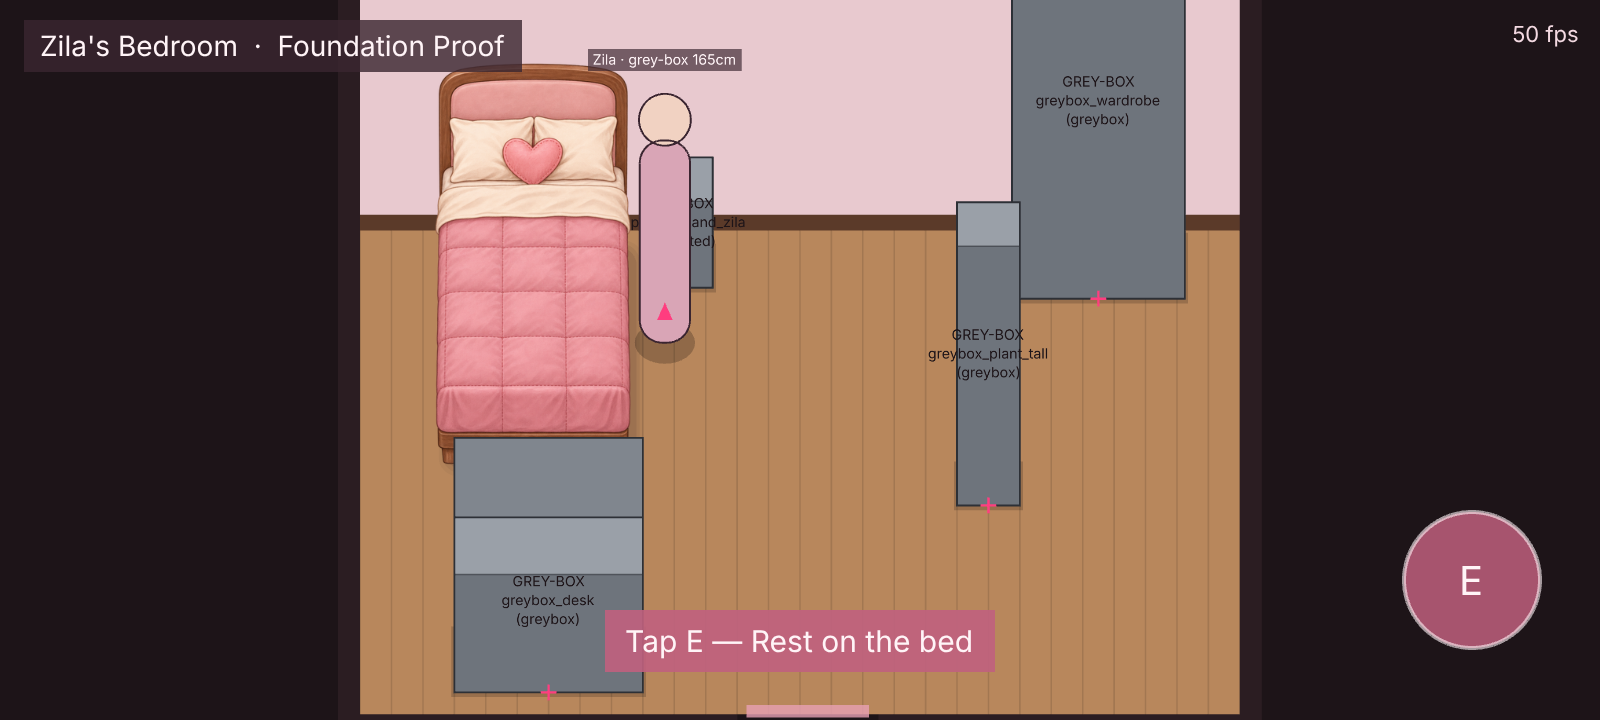 Zila's Bedroom · Foundation Proof
50 fps
Zila · grey-box 165cm
GREY-BOX
greybox_wardrobe
(greybox)
GREY-BOX
greybox_plant_tall
(greybox)
GREY-BOX
greybox_desk
(greybox)
Tap E — Rest on the bed
E